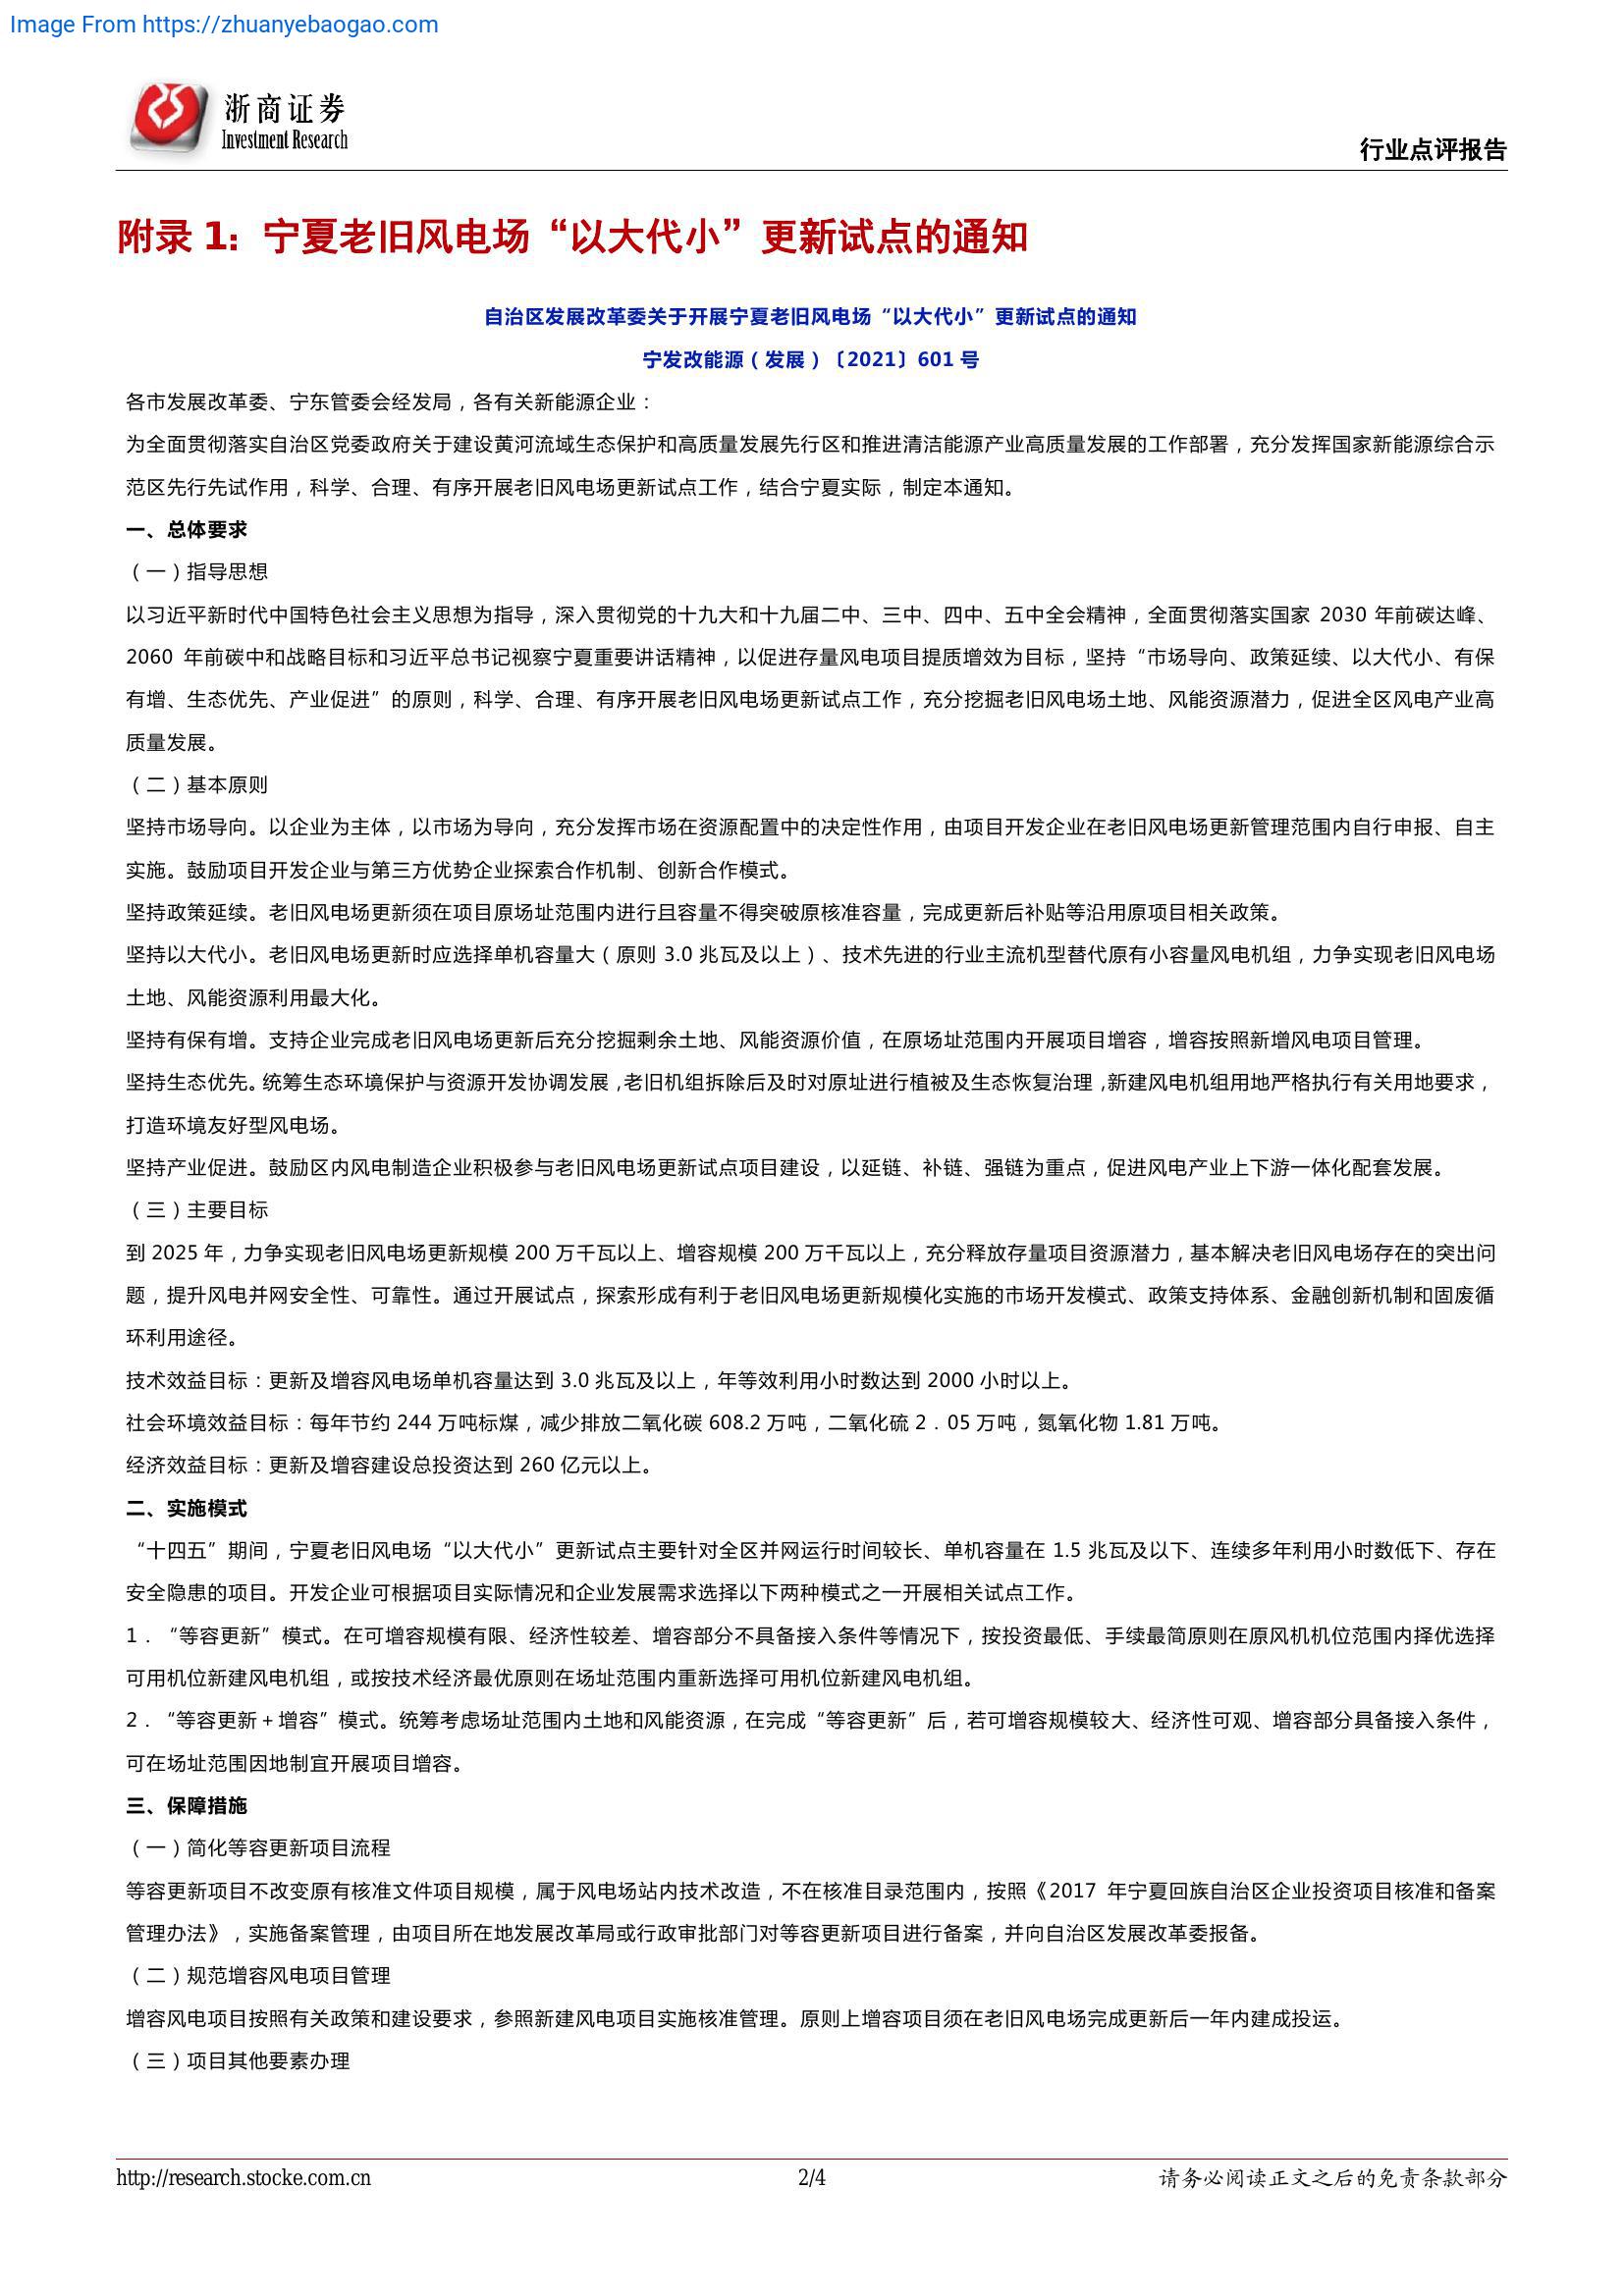 Image From https://zhuanyebaogao.com
浙商证券
Investment Research
行业点评报告
附录 1：宁夏老旧风电场“以大代小”更新试点的通知
自治区发展改革委关于开展宁夏老旧风电场“以大代小”更新试点的通知
宁发改能源（发展）〔2021〕601 号
各市发展改革委、宁东管委会经发局，各有关新能源企业：
为全面贯彻落实自治区党委政府关于建设黄河流域生态保护和高质量发展先行区和推进清洁能源产业高质量发展的工作部署，充分发挥国家新能源综合示
范区先行先试作用，科学、合理、有序开展老旧风电场更新试点工作，结合宁夏实际，制定本通知。
一、总体要求
（一）指导思想
以习近平新时代中国特色社会主义思想为指导，深入贯彻党的十九大和十九届二中、三中、四中、五中全会精神，全面贯彻落实国家 2030 年前碳达峰、
2060 年前碳中和战略目标和习近平总书记视察宁夏重要讲话精神，以促进存量风电项目提质增效为目标，坚持“市场导向、政策延续、以大代小、有保
有增、生态优先、产业促进”的原则，科学、合理、有序开展老旧风电场更新试点工作，充分挖掘老旧风电场土地、风能资源潜力，促进全区风电产业高
质量发展。
（二）基本原则
坚持市场导向。以企业为主体，以市场为导向，充分发挥市场在资源配置中的决定性作用，由项目开发企业在老旧风电场更新管理范围内自行申报、自主
实施。鼓励项目开发企业与第三方优势企业探索合作机制、创新合作模式。
坚持政策延续。老旧风电场更新须在项目原场址范围内进行且容量不得突破原核准容量，完成更新后补贴等沿用原项目相关政策。
坚持以大代小。老旧风电场更新时应选择单机容量大（原则 3.0 兆瓦及以上）、技术先进的行业主流机型替代原有小容量风电机组，力争实现老旧风电场
土地、风能资源利用最大化。
坚持有保有增。支持企业完成老旧风电场更新后充分挖掘剩余土地、风能资源价值，在原场址范围内开展项目增容，增容按照新增风电项目管理。
坚持生态优先。统筹生态环境保护与资源开发协调发展，老旧机组拆除后及时对原址进行植被及生态恢复治理，新建风电机组用地严格执行有关用地要求，
打造环境友好型风电场。
坚持产业促进。鼓励区内风电制造企业积极参与老旧风电场更新试点项目建设，以延链、补链、强链为重点，促进风电产业上下游一体化配套发展。
（三）主要目标
到 2025 年，力争实现老旧风电场更新规模 200 万千瓦以上、增容规模 200 万千瓦以上，充分释放存量项目资源潜力，基本解决老旧风电场存在的突出问
题，提升风电并网安全性、可靠性。通过开展试点，探索形成有利于老旧风电场更新规模化实施的市场开发模式、政策支持体系、金融创新机制和固废循
环利用途径。
技术效益目标：更新及增容风电场单机容量达到 3.0 兆瓦及以上，年等效利用小时数达到 2000 小时以上。
社会环境效益目标：每年节约 244 万吨标煤，减少排放二氧化碳 608.2 万吨，二氧化硫 2．05 万吨，氮氧化物 1.81 万吨。
经济效益目标：更新及增容建设总投资达到 260 亿元以上。
二、实施模式
“十四五”期间，宁夏老旧风电场“以大代小”更新试点主要针对全区并网运行时间较长、单机容量在 1.5 兆瓦及以下、连续多年利用小时数低下、存在
安全隐患的项目。开发企业可根据项目实际情况和企业发展需求选择以下两种模式之一开展相关试点工作。
1．“等容更新”模式。在可增容规模有限、经济性较差、增容部分不具备接入条件等情况下，按投资最低、手续最简原则在原风机机位范围内择优选择
可用机位新建风电机组，或按技术经济最优原则在场址范围内重新选择可用机位新建风电机组。
2．“等容更新＋增容”模式。统筹考虑场址范围内土地和风能资源，在完成“等容更新”后，若可增容规模较大、经济性可观、增容部分具备接入条件，
可在场址范围因地制宜开展项目增容。
三、保障措施
（一）简化等容更新项目流程
等容更新项目不改变原有核准文件项目规模，属于风电场站内技术改造，不在核准目录范围内，按照《2017 年宁夏回族自治区企业投资项目核准和备案
管理办法》，实施备案管理，由项目所在地发展改革局或行政审批部门对等容更新项目进行备案，并向自治区发展改革委报备。
（二）规范增容风电项目管理
增容风电项目按照有关政策和建设要求，参照新建风电项目实施核准管理。原则上增容项目须在老旧风电场完成更新后一年内建成投运。
（三）项目其他要素办理
http://research.stocke.com.cn
2/4
请务必阅读正文之后的免责条款部分